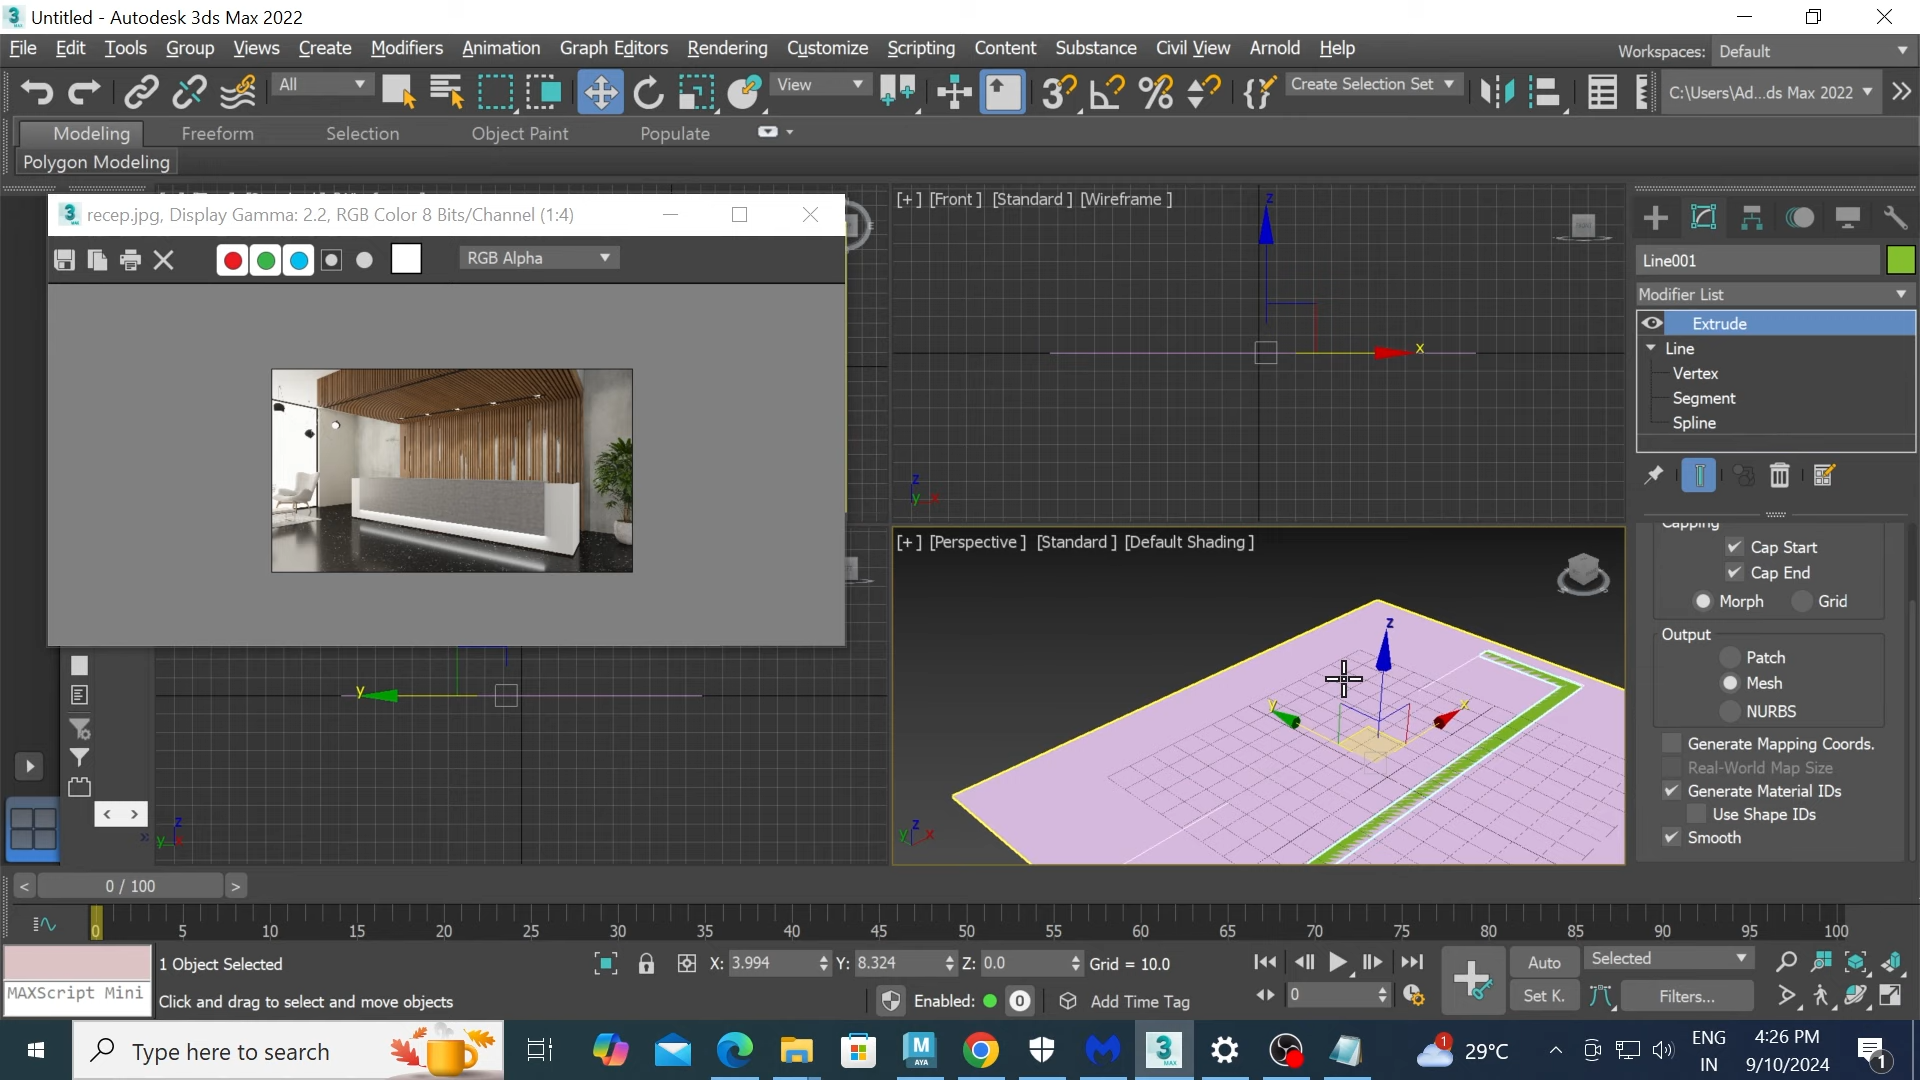 Untitled - Autodesk 3ds Max 2022
File Edit Tools Group Views Create Modifiers Animation Graph Editors Rendering Customize Scripting Content Substance Civil View Arnold Help Workspaces: Default
All View Create Selection Set C:\Users\Ad...ds Max 2022
Modeling Freeform Selection Object Paint Populate
Polygon Modeling
recep.jpg, Display Gamma: 2.2, RGB Color 8 Bits/Channel (1:4)
RGB Alpha
[+] [Front ] [Standard ] [Wireframe ]
z
x
z
y x
[+] [Perspective ] [Standard ] [Default Shading ]
z
y x
z
y x
y
z
y x
Line001
Modifier List
Extrude
Line
Vertex
Segment
Spline
Capping
Cap Start
Cap End
Morph Grid
Output
Patch
Mesh
NURBS
Generate Mapping Coords.
Real-World Map Size
Generate Material IDs
Use Shape IDs
Smooth
< >
< 0 / 100 >
0 5 10 15 20 25 30 35 40 45 50 55 60 65 70 75 80 85 90 95 100
1 Object Selected X: 3.994 Y: 8.324 Z: 0.0 Grid = 10.0 Auto Selected
MAXScript Mini Click and drag to select and move objects Enabled: 0 Add Time Tag 0 Set K. Filters...
Type here to search 29°C ENG 4:26 PM
IN 9/10/2024